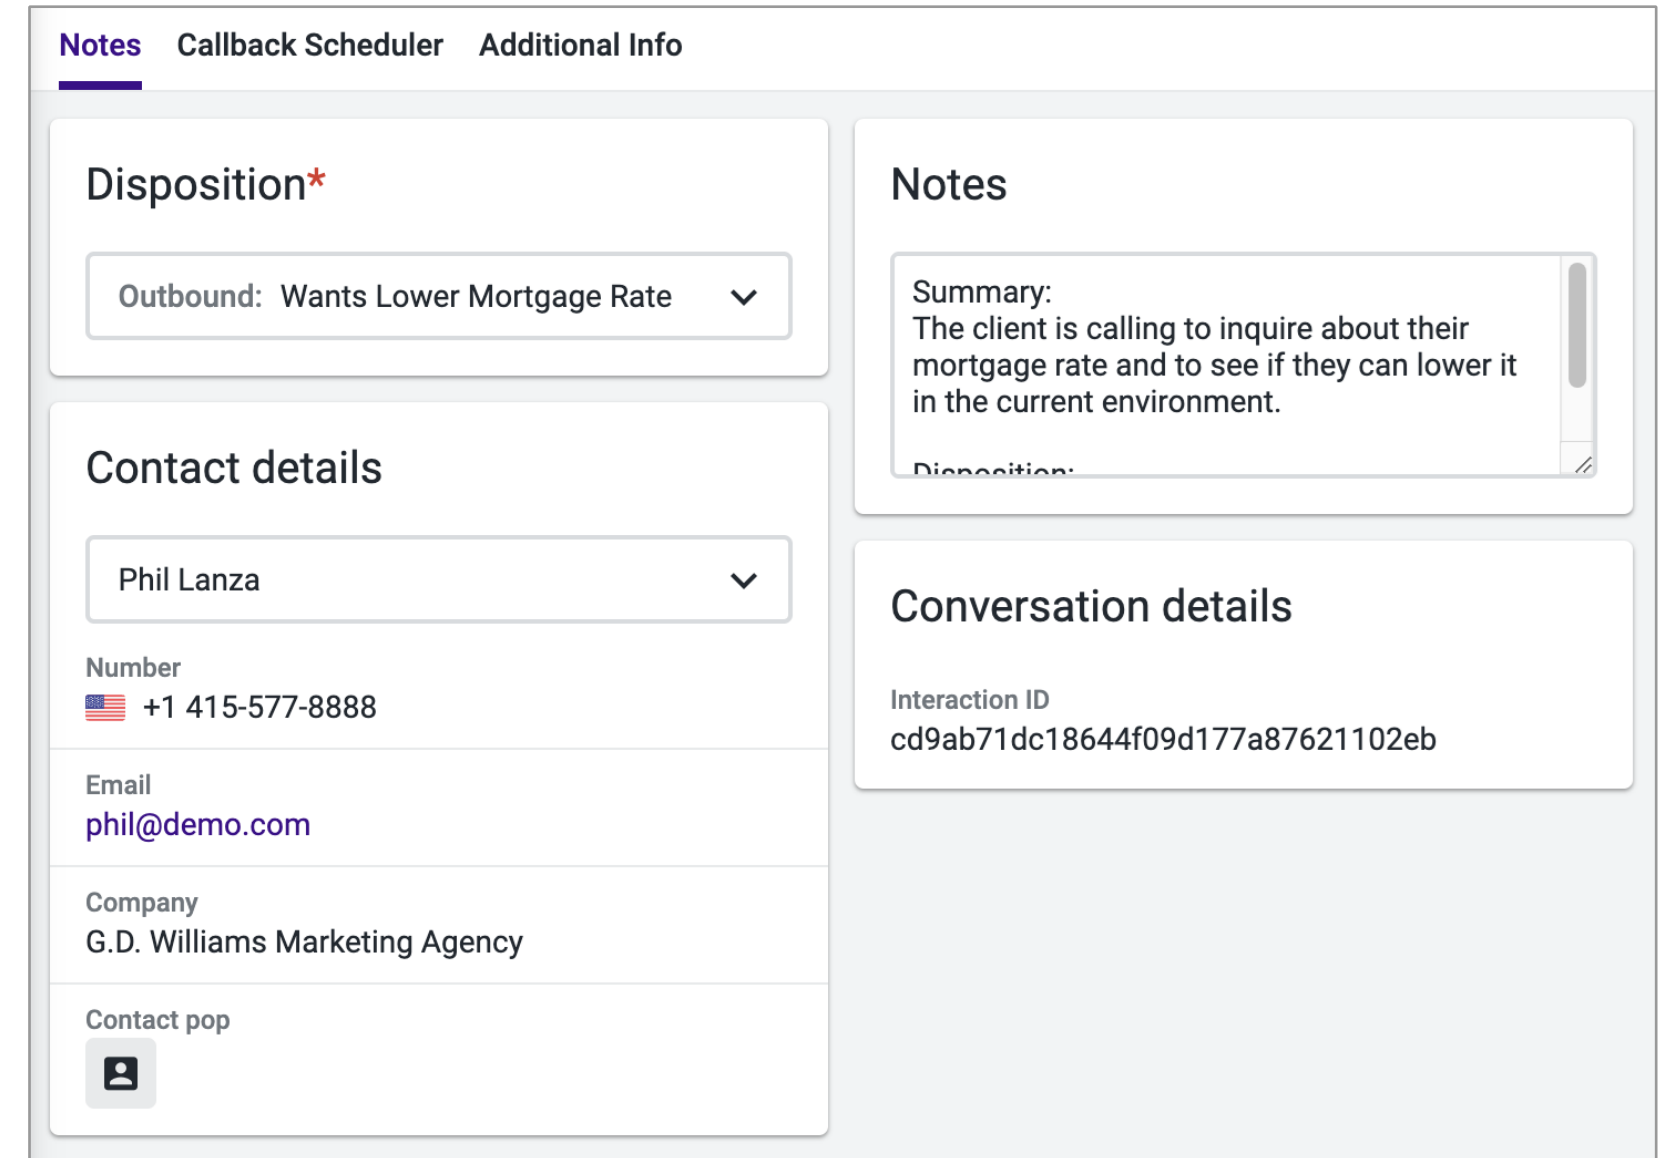 Notes Callback Scheduler Additional Info
Disposition*
Outbound: Wants Lower Mortgage Rate
Contact details
Phil Lanza
Number
+1 415-577-8888
Email
phil@demo.com
Company
G.D. Williams Marketing Agency
Contact pop
Notes
Summary:
The client is calling to inquire about their
mortgage rate and to see if they can lower it
in the current environment.
Disposition:
Conversation details
Interaction ID
cd9ab71dc18644f09d177a87621102eb